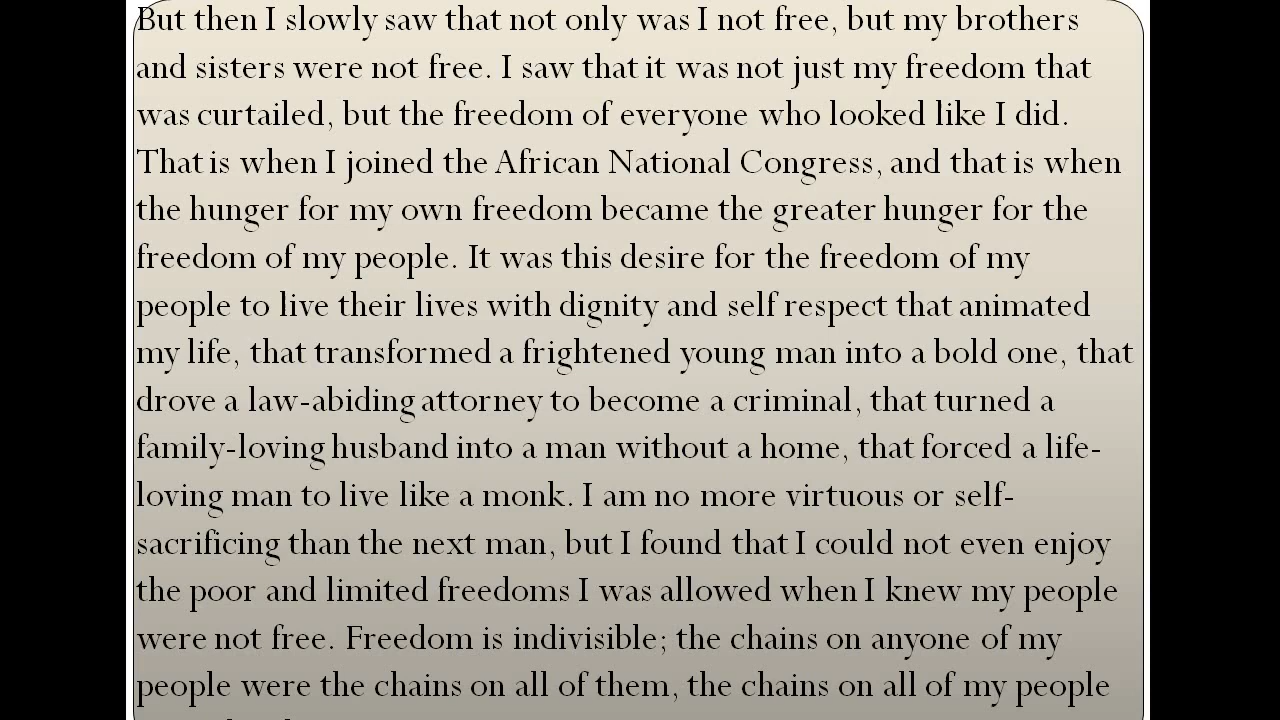 But then I slowly saw that not only was I not free, but my brothers
and sisters were not free. I saw that it was not just my freedom that
was curtailed, but the freedom of everyone who looked like I did.
That is when I joined the African National Congress, and that is when
the hunger for my own freedom became the greater hunger for the
freedom of my people. It was this desire for the freedom of my
people to live their lives with dignity and self respect that animated
my life, that transformed a frightened young man into a bold one, that
drove a law-abiding attorney to become a criminal, that turned a
family-loving husband into a man without a home, that forced a life-
loving man to live like a monk. I am no more virtuous or self-
sacrificing than the next man, but I found that I could not even enjoy
the poor and limited freedoms I was allowed when I knew my people
were not free. Freedom is indivisible; the chains on anyone of my
people were the chains on all of them, the chains on all of my people